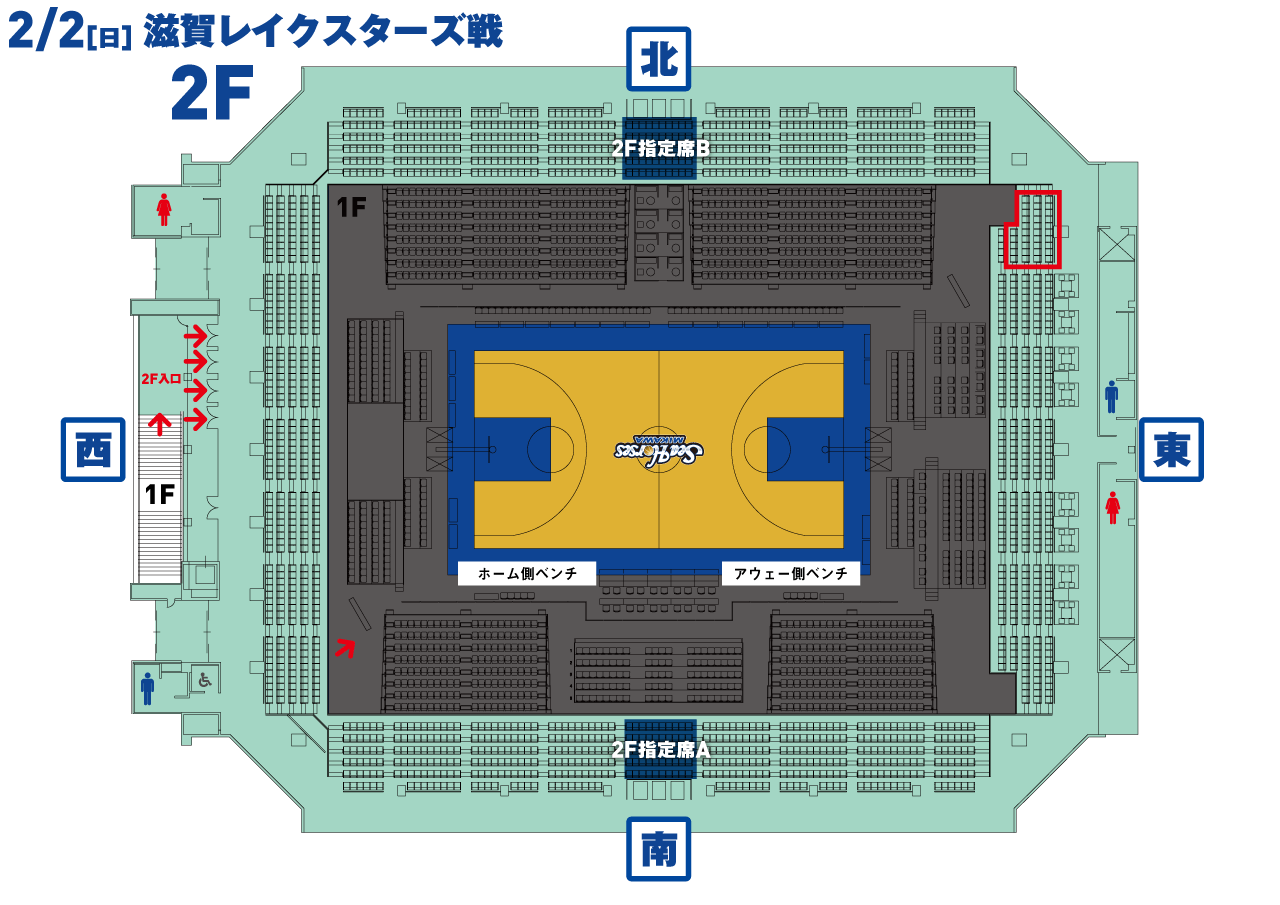 2/2[日] 滋賀レイクスターズ戦
2F
北
2F指定席B
1F
2F入口
西
1F
東
SeaHorses
MIKAWA
ホーム側ベンチ
アウェー側ベンチ
2F指定席A
南